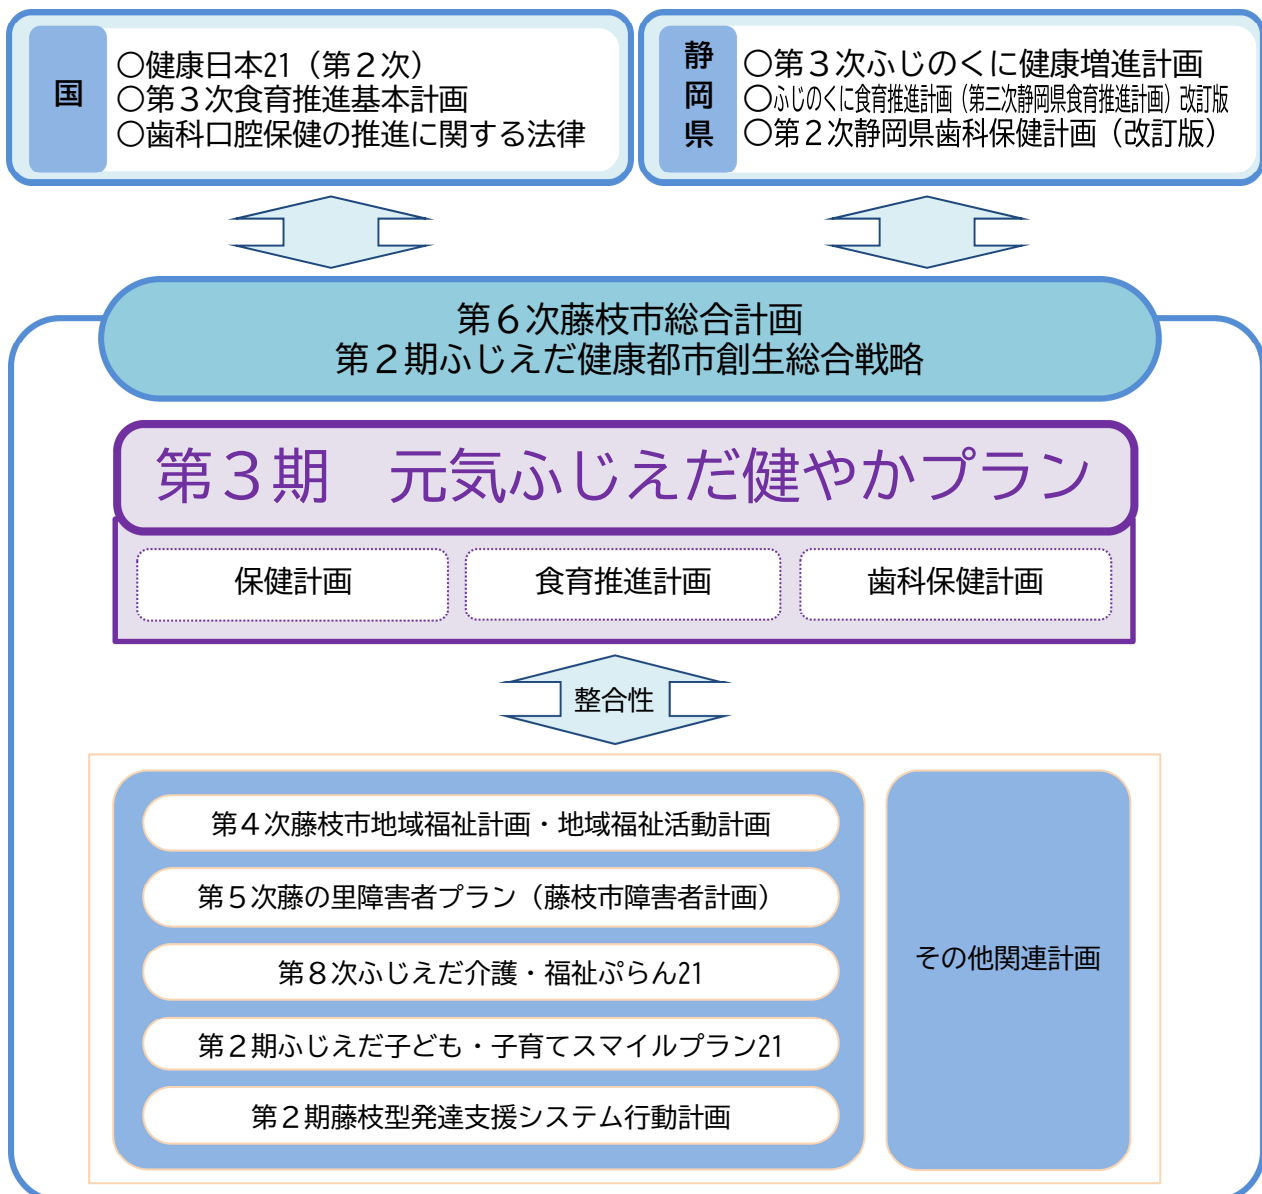 国
○健康日本21（第２次）
○第３次食育推進基本計画
○歯科口腔保健の推進に関する法律
静岡県
○第３次ふじのくに健康増進計画
○ふじのくに食育推進計画（第三次静岡県食育推進計画）改訂版
○第２次静岡県歯科保健計画（改訂版）
第６次藤枝市総合計画
第２期ふじえだ健康都市創生総合戦略
第３期　元気ふじえだ健やかプラン
保健計画
食育推進計画
歯科保健計画
整合性
第４次藤枝市地域福祉計画・地域福祉活動計画
第５次藤の里障害者プラン（藤枝市障害者計画）
第８次ふじえだ介護・福祉ぷらん21
第２期ふじえだ子ども・子育てスマイルプラン21
第２期藤枝型発達支援システム行動計画
その他関連計画